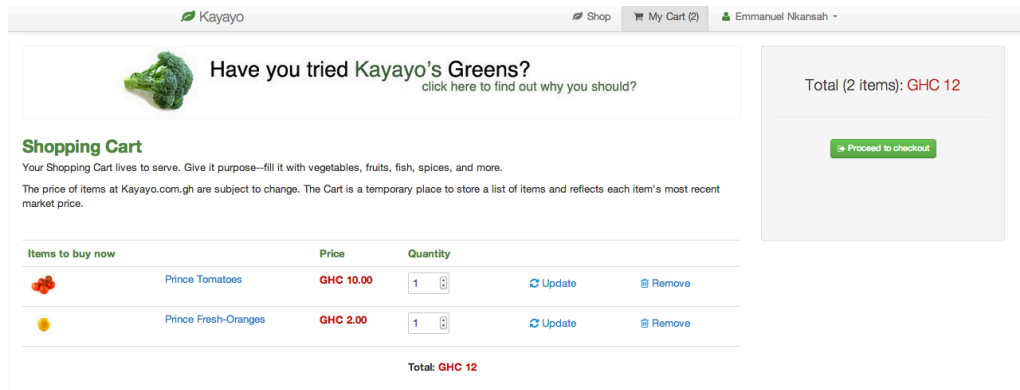 Kayayo
Shop
My Cart (2)
Emmanuel Nkansah
Have you tried Kayayo's Greens?
click here to find out why you should?
Total (2 items): GHC 12
Proceed to checkout
Shopping Cart
Your Shopping Cart lives to serve. Give it purpose--fill it with vegetables, fruits, fish, spices, and more.
The price of items at Kayayo.com.gh are subject to change. The Cart is a temporary place to store a list of items and reflects each item's most recent
market price.
Items to buy now Price Quantity
Prince Tomatoes GHC 10.00 1 Update Remove
Prince Fresh-Oranges GHC 2.00 1 Update Remove
Total: GHC 12